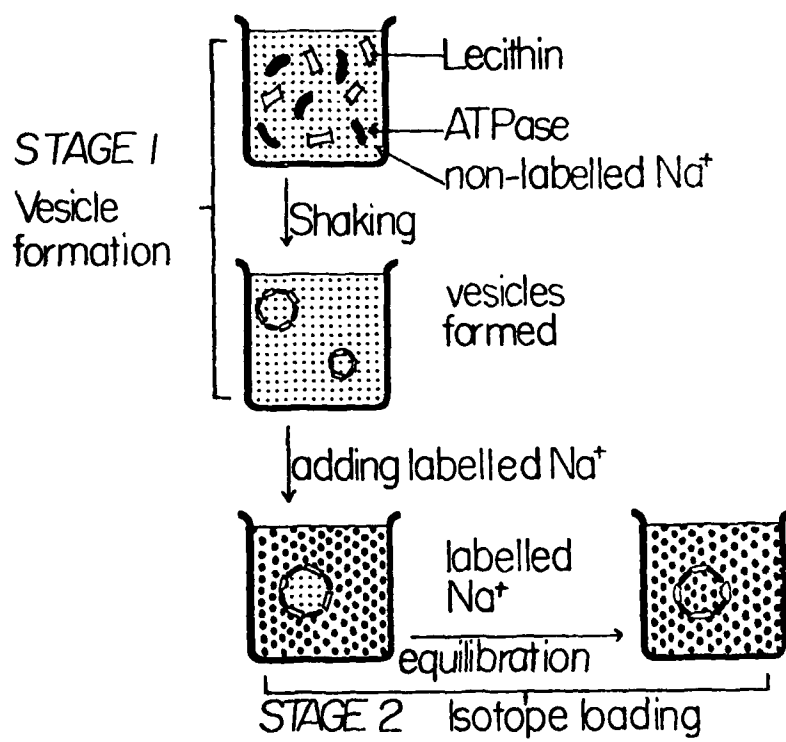 Lecithin
ATPase
non-labelled Na⁺
STAGE 1
Vesicle
formation
Shaking
vesicles
formed
adding labelled Na⁺
labelled
Na⁺
equilibration
STAGE 2 Isotope loading